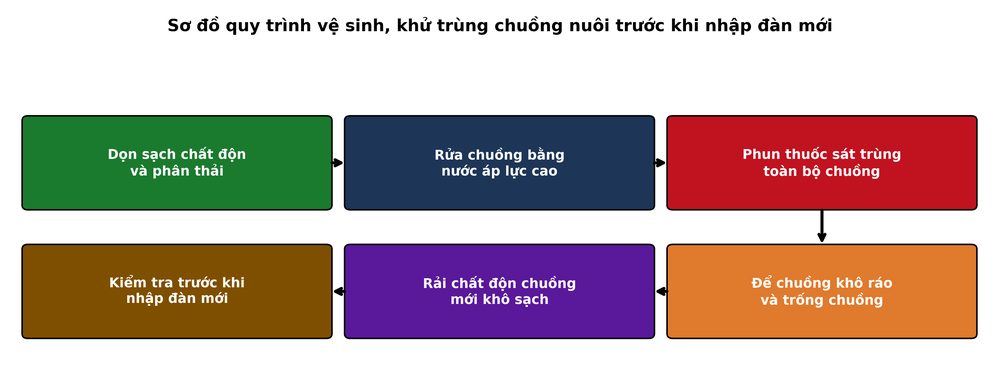 Sơ đồ quy trình vệ sinh, khử trùng chuồng nuôi trước khi nhập đàn mới
Dọn sạch chất độn
và phân thải
Rửa chuồng bằng
nước áp lực cao
Phun thuốc sát trùng
toàn bộ chuồng
Để chuồng khô ráo
và trống chuồng
Rải chất độn chuồng
mới khô sạch
Kiểm tra trước khi
nhập đàn mới